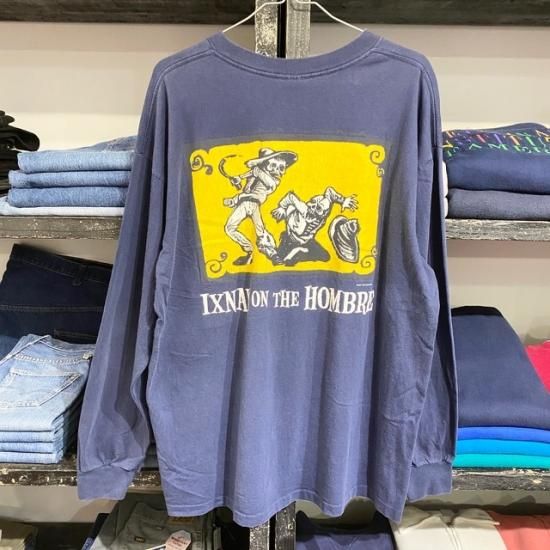 IXNAY ON THE HOMBRE